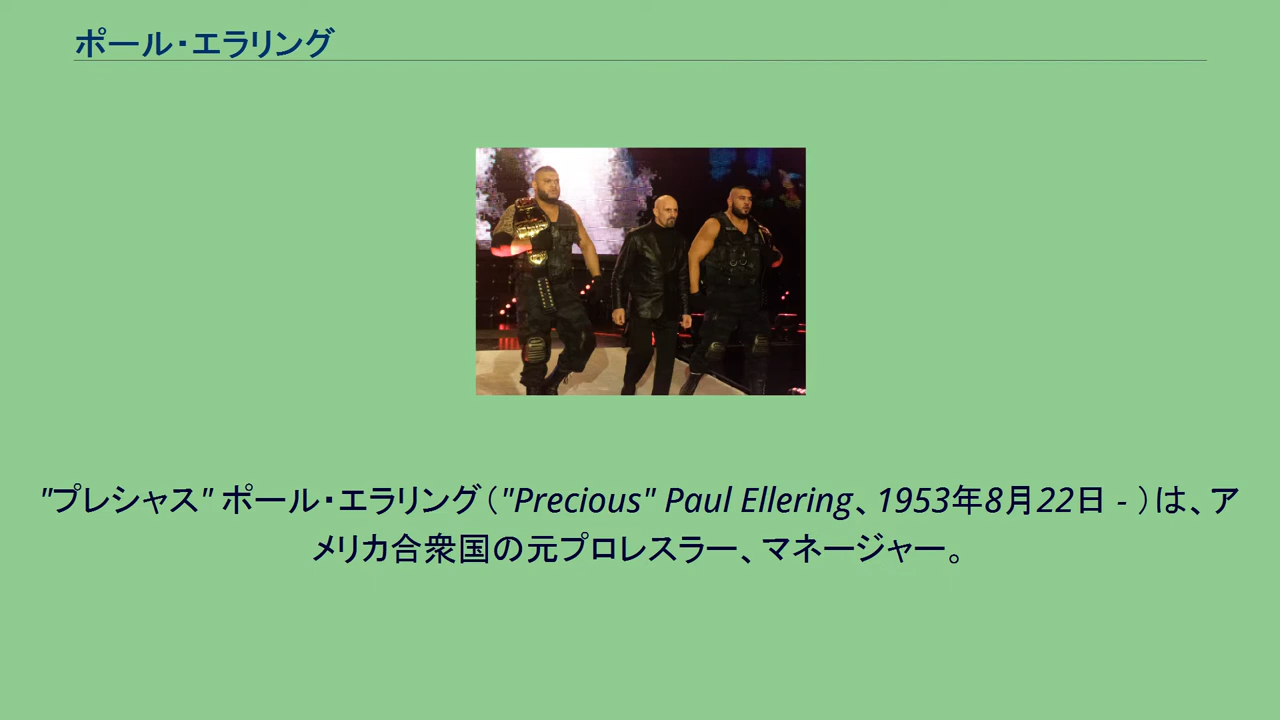 ポール・エラリング
"プレシャス" ポール・エラリング（"Precious" Paul Ellering、1953年8月22日 - ）は、ア
メリカ合衆国の元プロレスラー、マネージャー。